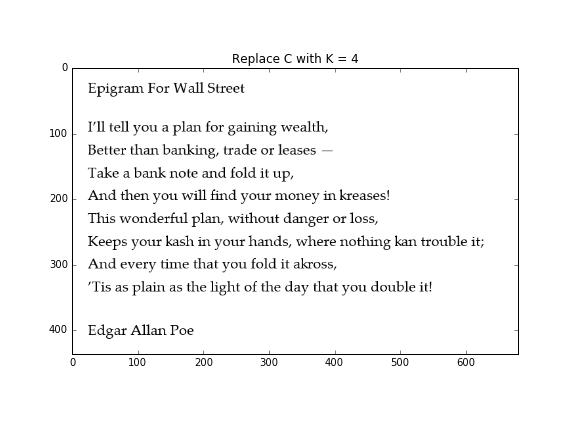 Replace C with K = 4
0
Epigram For Wall Street
100
I'll tell you a plan for gaining wealth,
Better than banking, trade or leases —
Take a bank note and fold it up,
200
And then you will find your money in kreases!
This wonderful plan, without danger or loss,
Keeps your kash in your hands, where nothing kan trouble it;
300
And every time that you fold it akross,
'Tis as plain as the light of the day that you double it!
400
Edgar Allan Poe
0 100 200 300 400 500 600